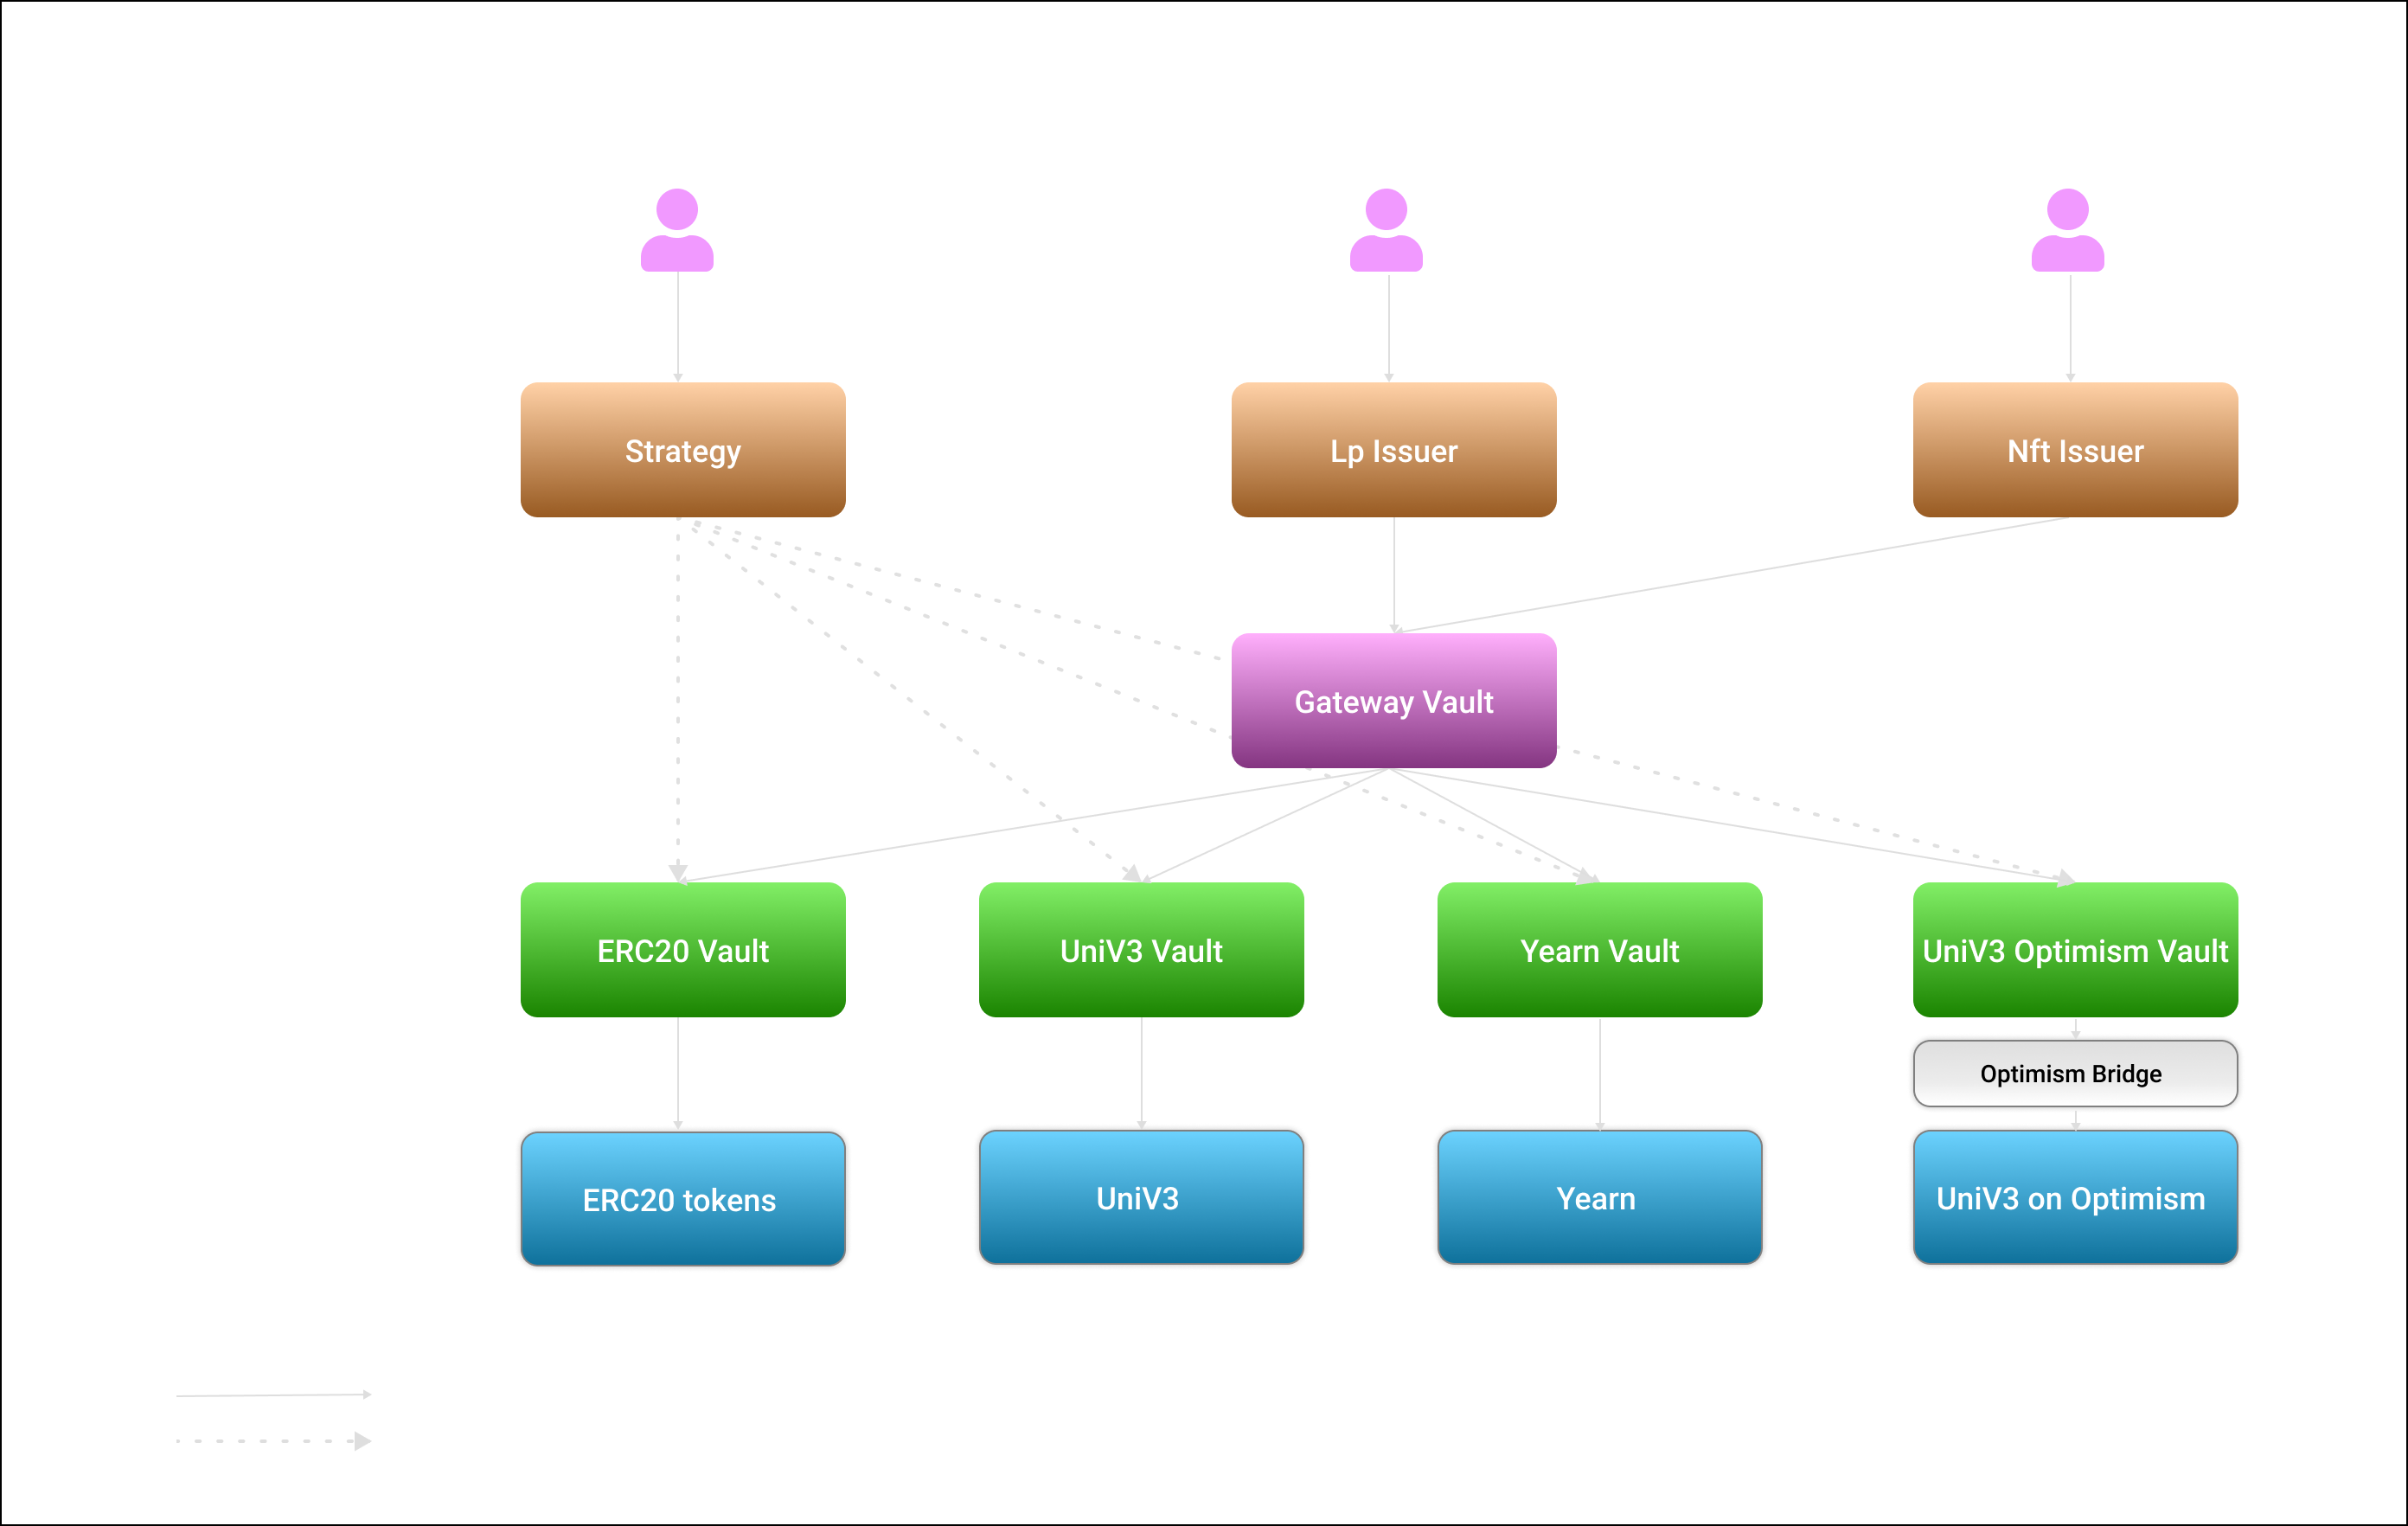 Strategy
Lp Issuer
Nft Issuer
Gateway Vault
ERC20 Vault
UniV3 Vault
Yearn Vault
UniV3 Optimism Vault
Optimism Bridge
ERC20 tokens
UniV3
Yearn
UniV3 on Optimism